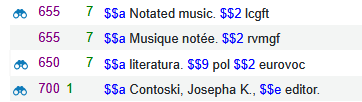 655 7 $$a Notated music. $$2 lcgft
655 7 $$a Musique notée. $$2 rvmgf
650 7 $$a literatura. $$9 pol $$2 eurovoc
700 1 $$a Contoski, Josepha K., $$e editor.